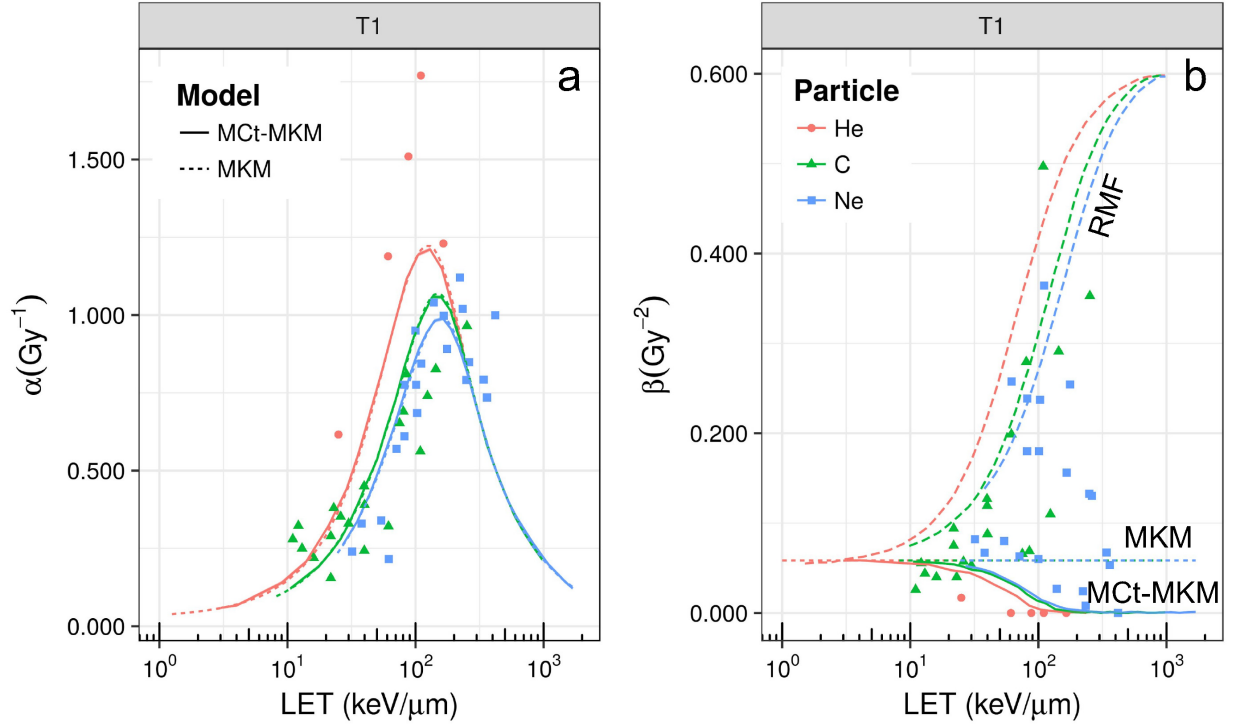 T1
a
Model
MCt-MKM
MKM
1.500
1.000
0.500
0.000
α(Gy⁻¹)
10⁰ 10¹ 10² 10³
LET (keV/μm)
T1
b
Particle
He
C
Ne
RMF
MKM
MCt-MKM
0.600
0.400
0.200
0.000
β(Gy⁻²)
10⁰ 10¹ 10² 10³
LET (keV/μm)